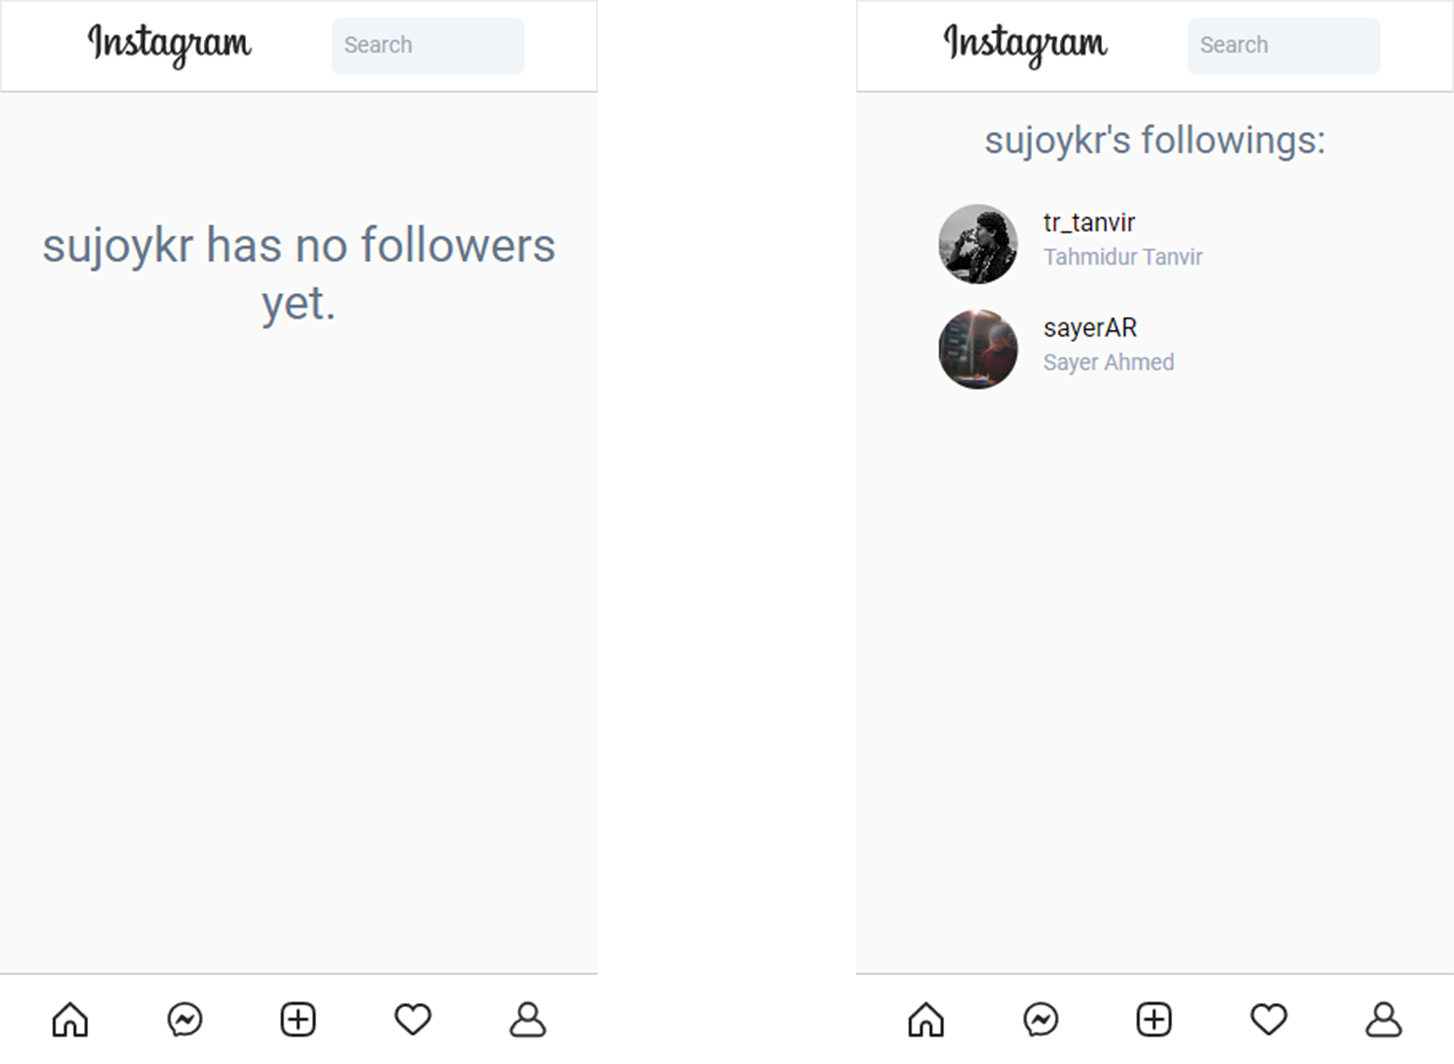 Instagram
Search
sujoykr has no followers
yet.
Instagram
Search
sujoykr's followings:
tr_tanvir
Tahmidur Tanvir
sayerAR
Sayer Ahmed